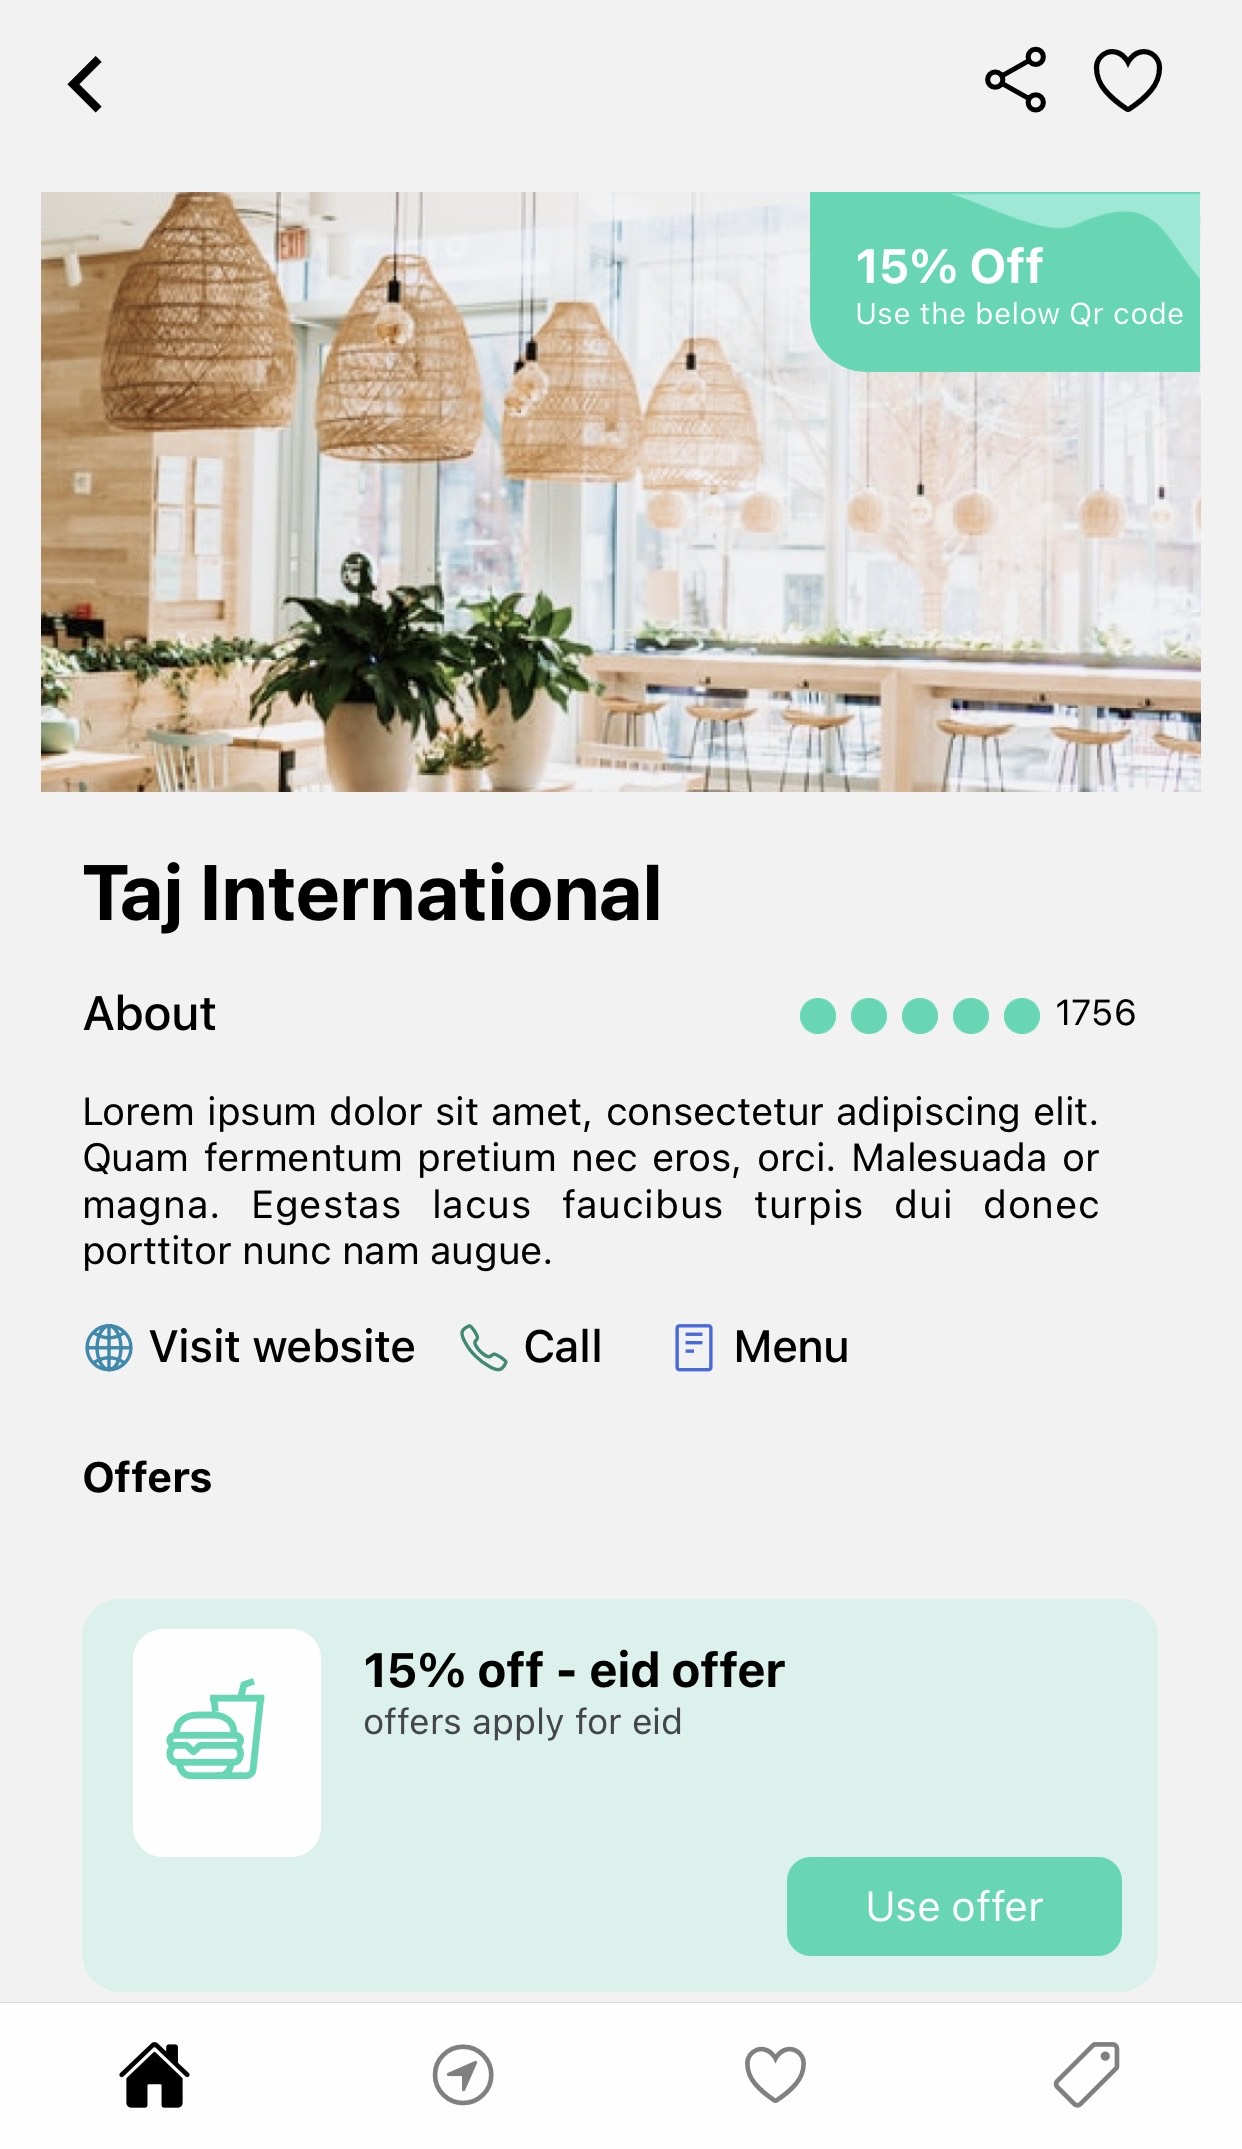 EXIT
15% Off
Use the below Qr code
Taj International
About
1756
Lorem ipsum dolor sit amet, consectetur adipiscing elit.
Quam fermentum pretium nec eros, orci. Malesuada or
magna. Egestas lacus faucibus turpis dui donec
porttitor nunc nam augue.
Visit website Call Menu
Offers
15% off - eid offer
offers apply for eid
Use offer